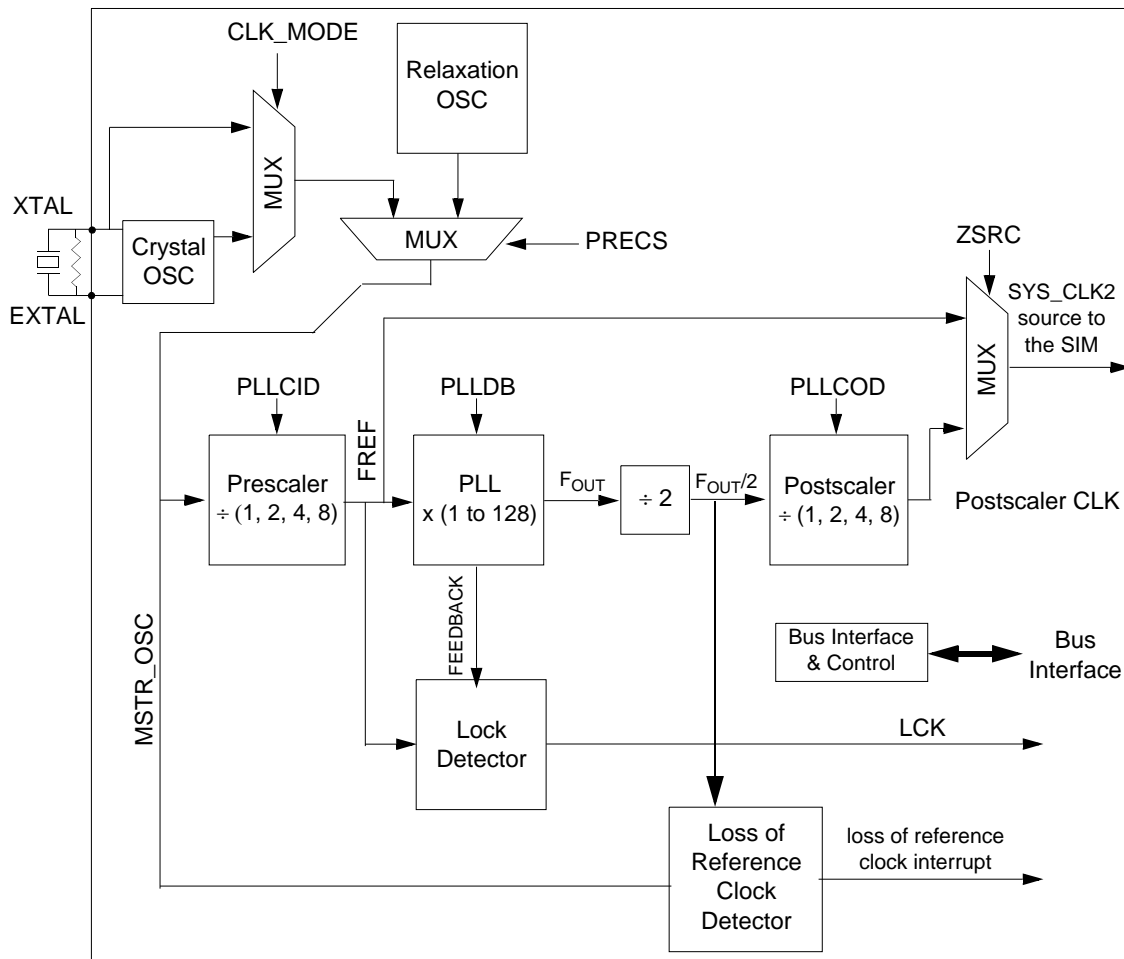 CLK_MODE
Relaxation
OSC
MUX
XTAL
Crystal
OSC
EXTAL
MUX
PRECS
ZSRC
MUX
SYS_CLK2
source to
the SIM
PLLCID
PLLDB
PLLCOD
Prescaler
÷ (1, 2, 4, 8)
FREF
PLL
x (1 to 128)
FOUT
÷ 2
FOUT/2
Postscaler
÷ (1, 2, 4, 8)
Postscaler CLK
FEEDBACK
MSTR_OSC
Bus Interface
& Control
Bus
Interface
Lock
Detector
LCK
Loss of
Reference
Clock
Detector
loss of reference
clock interrupt